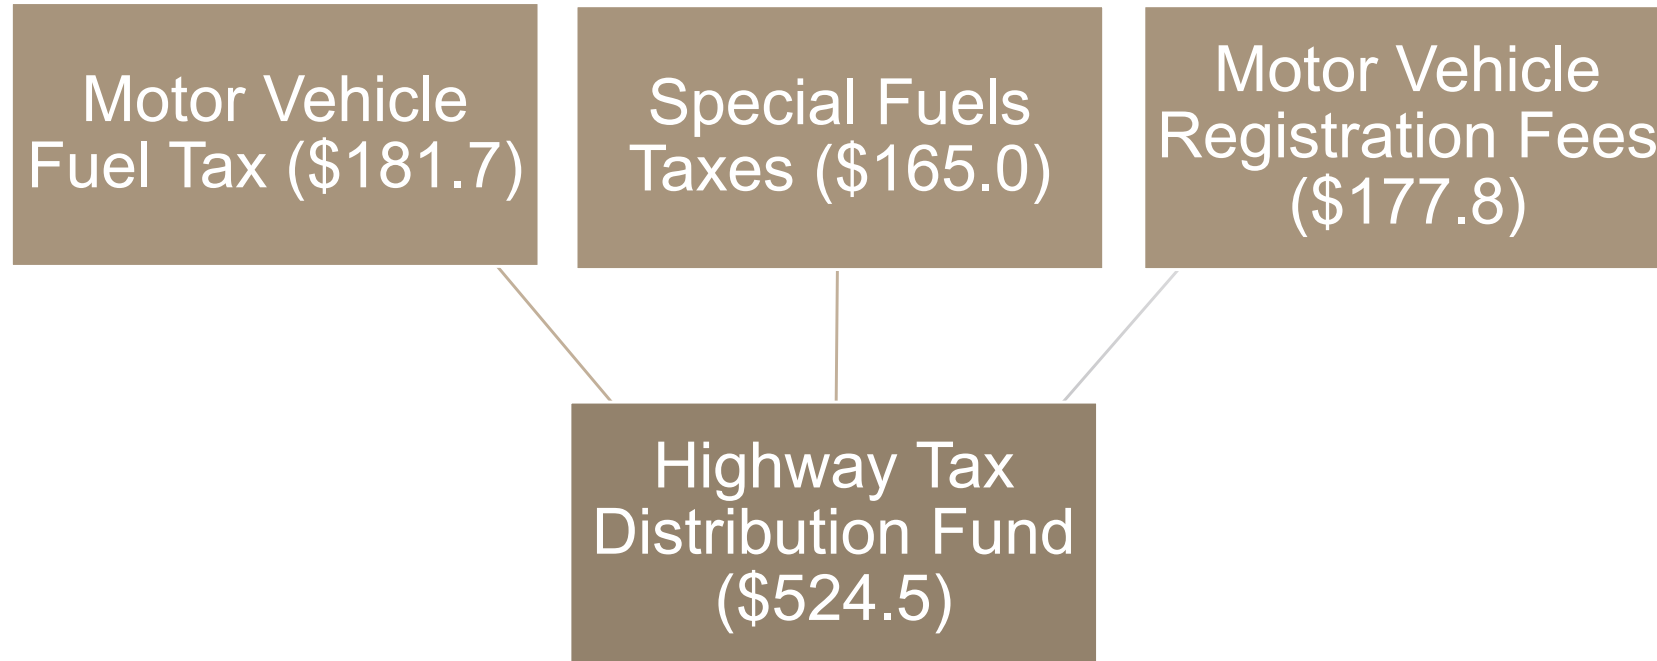 Motor Vehicle
Fuel Tax ($181.7)
Special Fuels
Taxes ($165.0)
Motor Vehicle
Registration Fees
($177.8)
Highway Tax
Distribution Fund
($524.5)